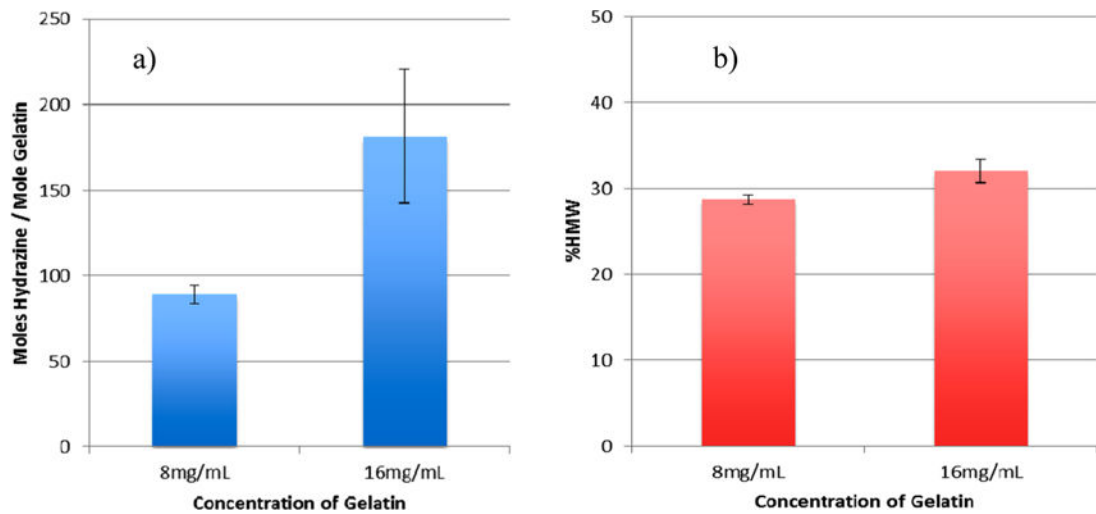 a)
Moles Hydrazine / Mole Gelatin
250
200
150
100
50
0
8mg/mL
16mg/mL
Concentration of Gelatin
b)
%HMW
50
40
30
20
10
0
8mg/mL
16mg/mL
Concentration of Gelatin